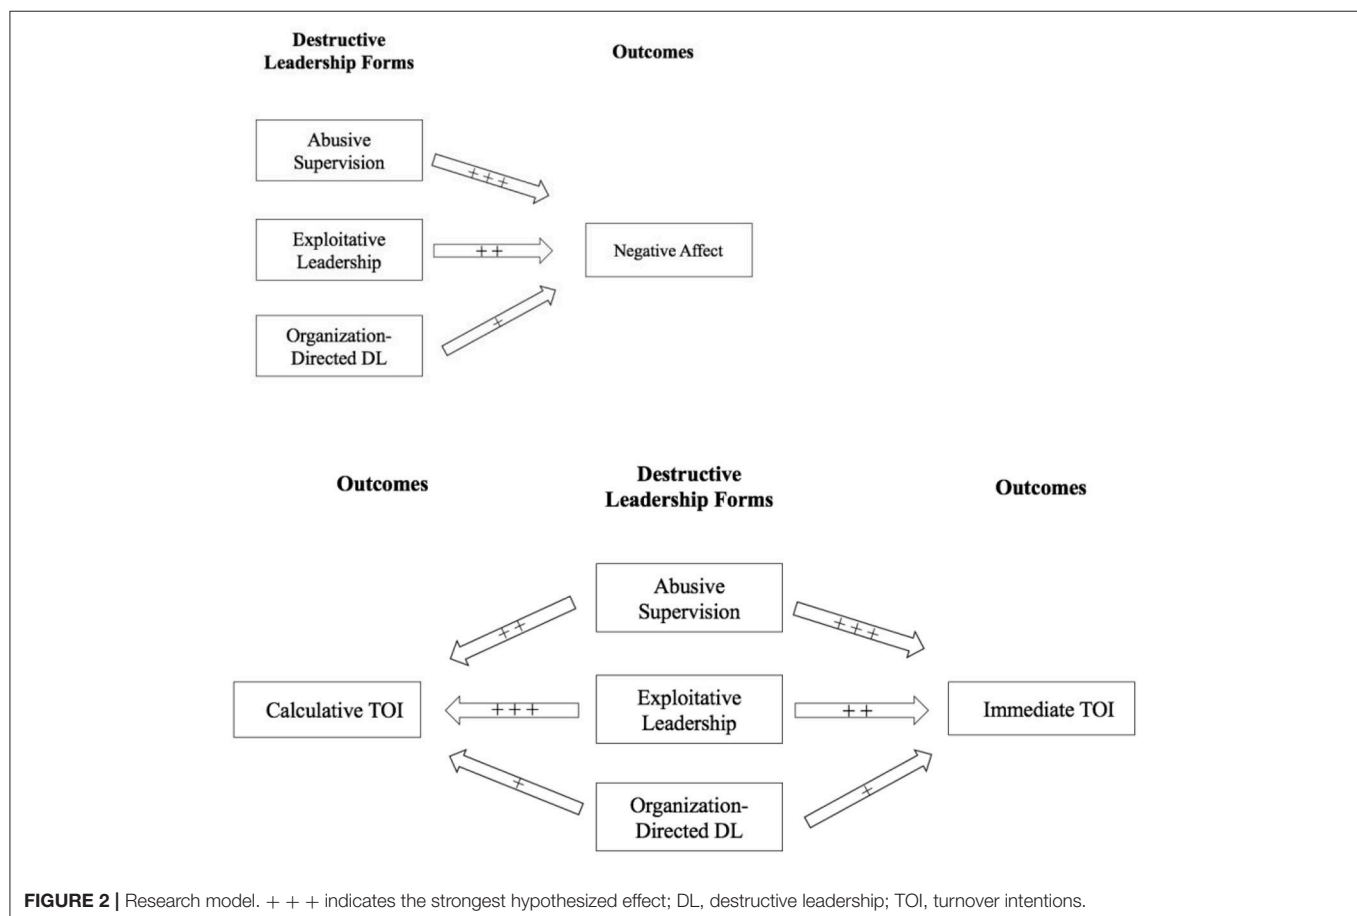 Destructive
Leadership Forms
Outcomes
Abusive
Supervision
+ + +
Exploitative
Leadership
+ +
Negative Affect
Organization-
Directed DL
+
Outcomes
Destructive
Leadership Forms
Outcomes
Abusive
Supervision
+ +
+ + +
Calculative TOI
+ + +
Exploitative
Leadership
+ +
Immediate TOI
+
Organization-
Directed DL
+
FIGURE 2 | Research model. + + + indicates the strongest hypothesized effect; DL, destructive leadership; TOI, turnover intentions.